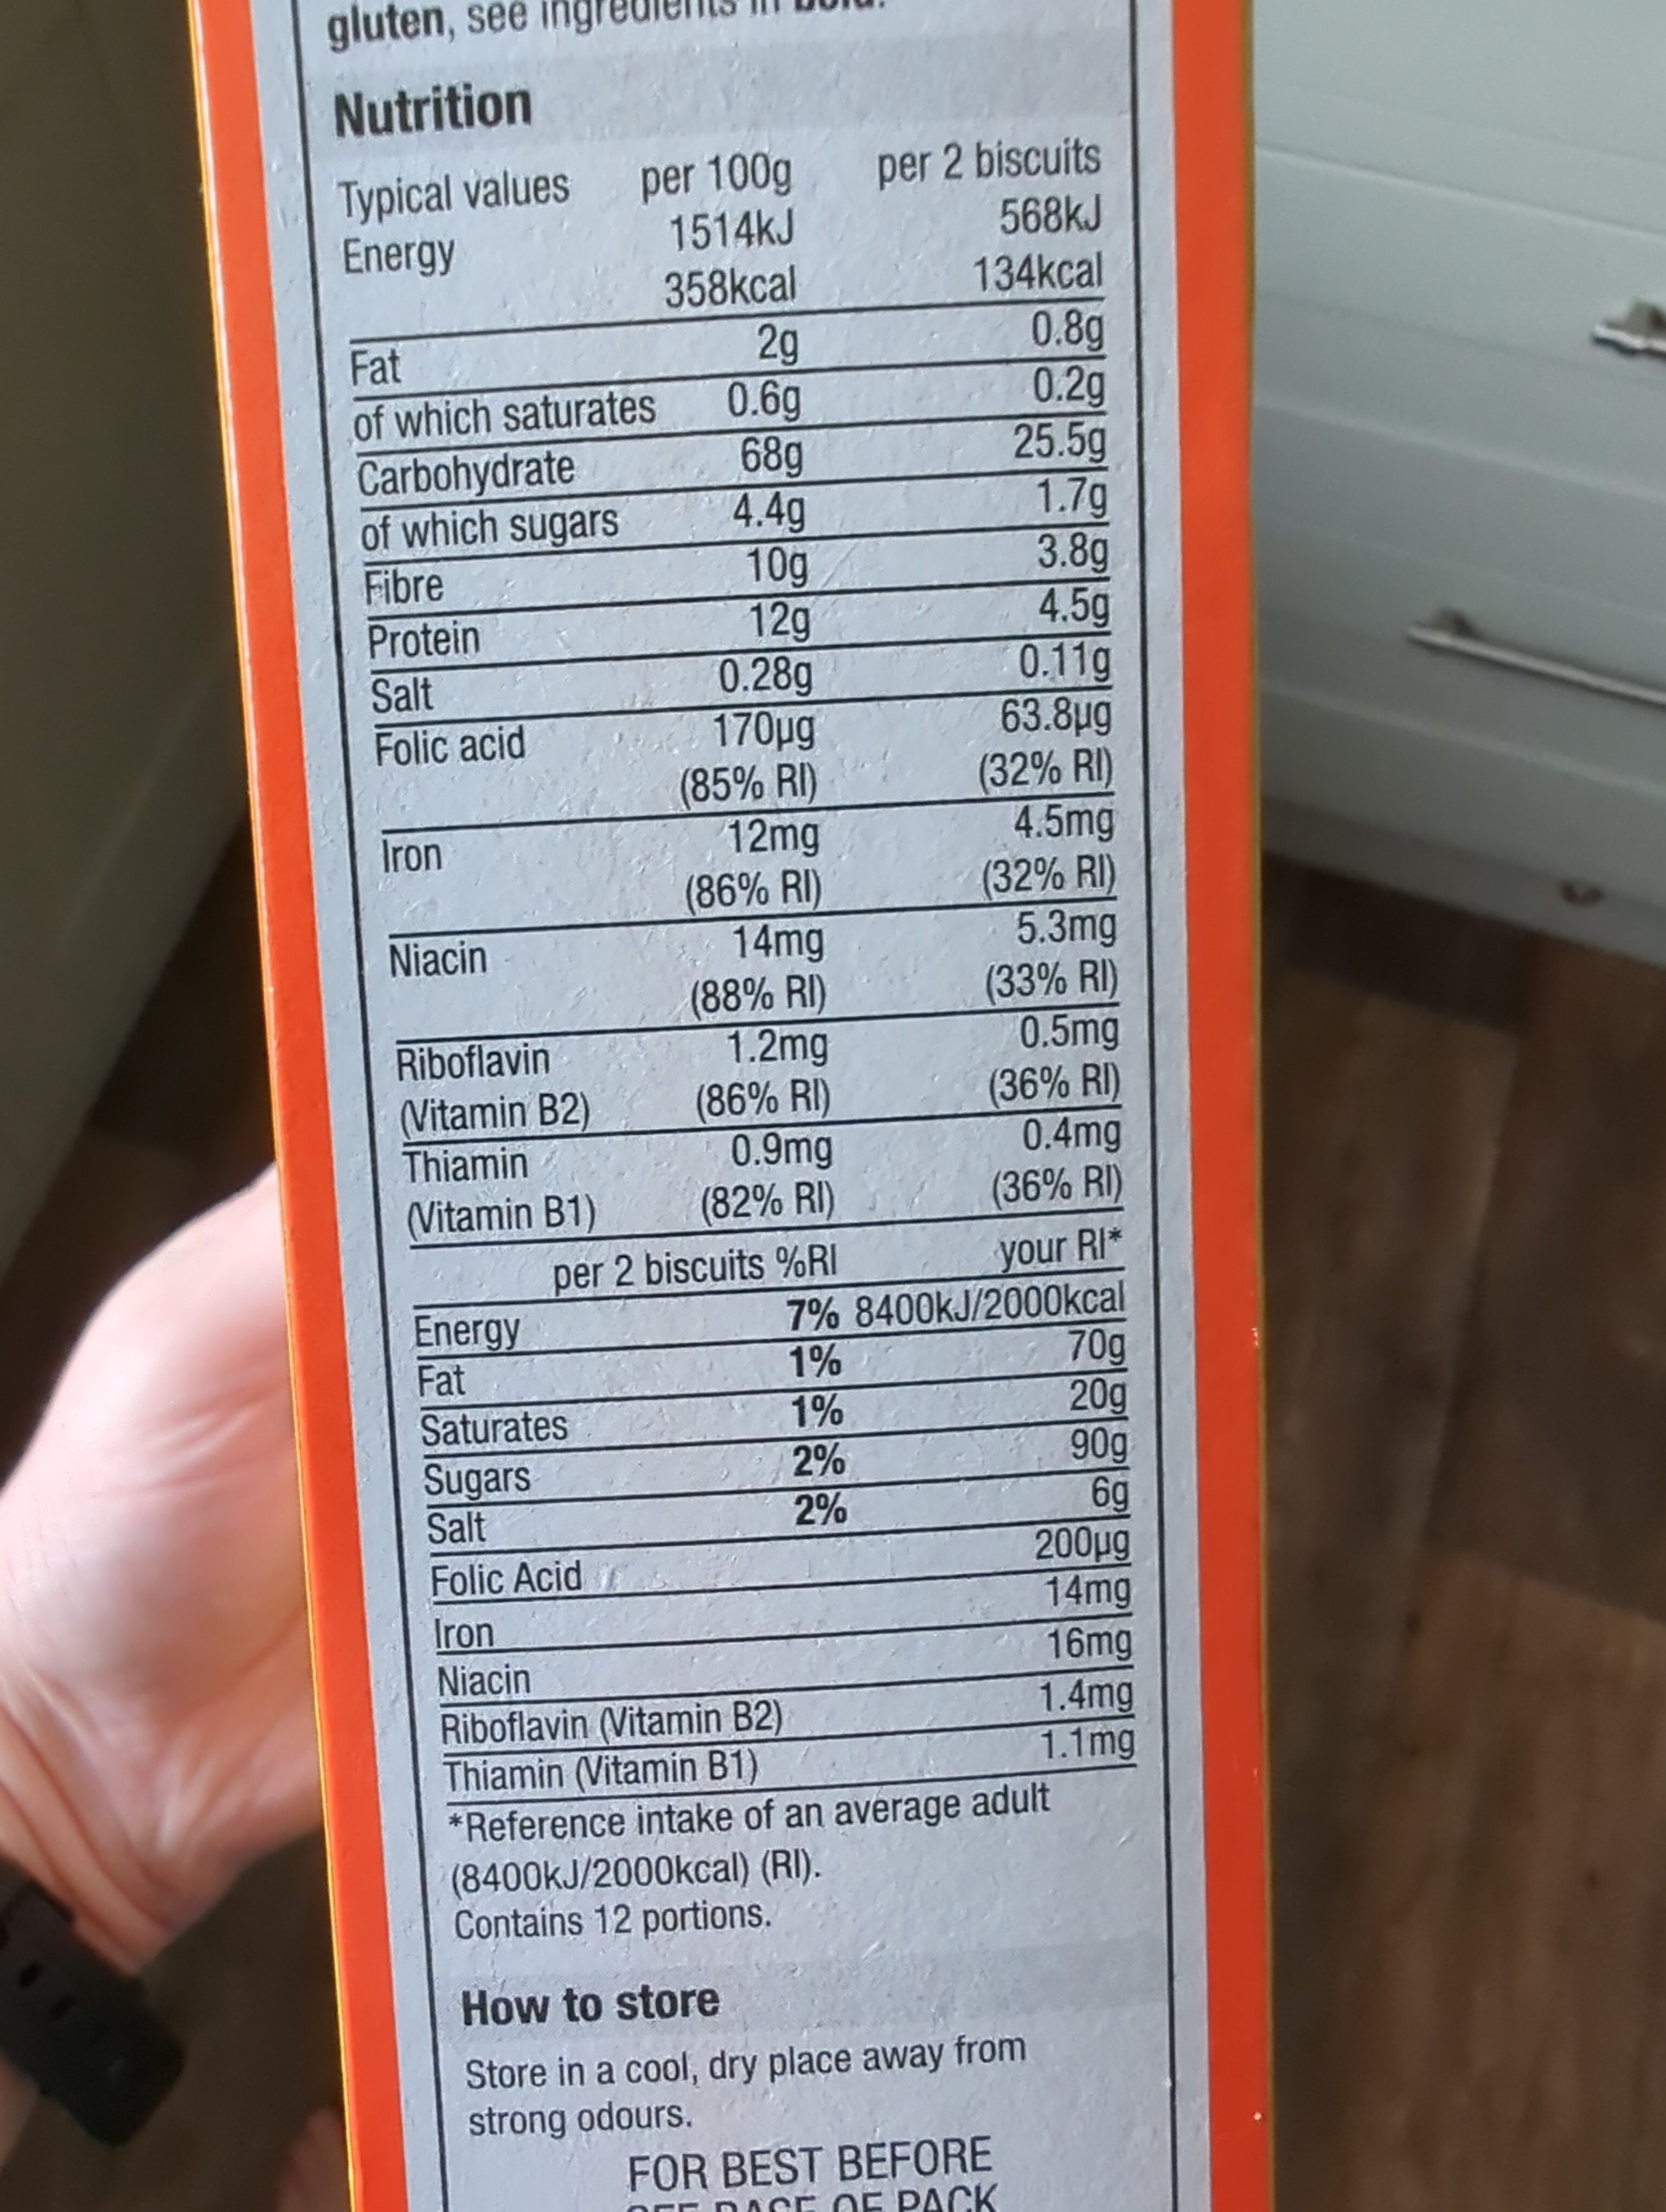 gluten, see ingredients in bold.
Nutrition
Typical values per 100g per 2 biscuits
Energy 1514kJ 568kJ
358kcal 134kcal
Fat 2g 0.8g
of which saturates 0.6g 0.2g
Carbohydrate 68g 25.5g
of which sugars 4.4g 1.7g
Fibre 10g 3.8g
Protein 12g 4.5g
Salt 0.28g 0.11g
Folic acid 170µg 63.8µg
(85% RI) (32% RI)
Iron 12mg 4.5mg
(86% RI) (32% RI)
Niacin 14mg 5.3mg
(88% RI) (33% RI)
Riboflavin 1.2mg 0.5mg
(Vitamin B2) (86% RI) (36% RI)
Thiamin 0.9mg 0.4mg
(Vitamin B1) (82% RI) (36% RI)
per 2 biscuits %RI your RI*
Energy 7% 8400kJ/2000kcal
Fat 1% 70g
Saturates 1% 20g
Sugars 2% 90g
Salt 2% 6g
Folic Acid 200µg
Iron 14mg
Niacin 16mg
Riboflavin (Vitamin B2) 1.4mg
Thiamin (Vitamin B1) 1.1mg
*Reference intake of an average adult
(8400kJ/2000kcal) (RI).
Contains 12 portions.
How to store
Store in a cool, dry place away from
strong odours.
FOR BEST BEFORE
SEE BASE OF PACK